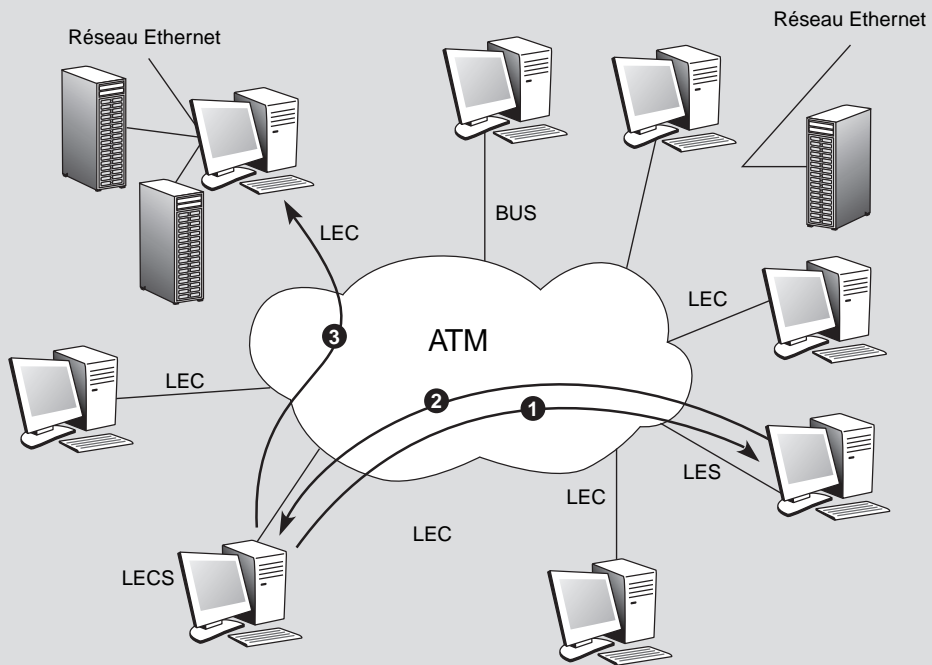 Réseau Ethernet
Réseau Ethernet
BUS
LEC
LEC
ATM
3
LEC
2
1
LES
LEC
LEC
LECS